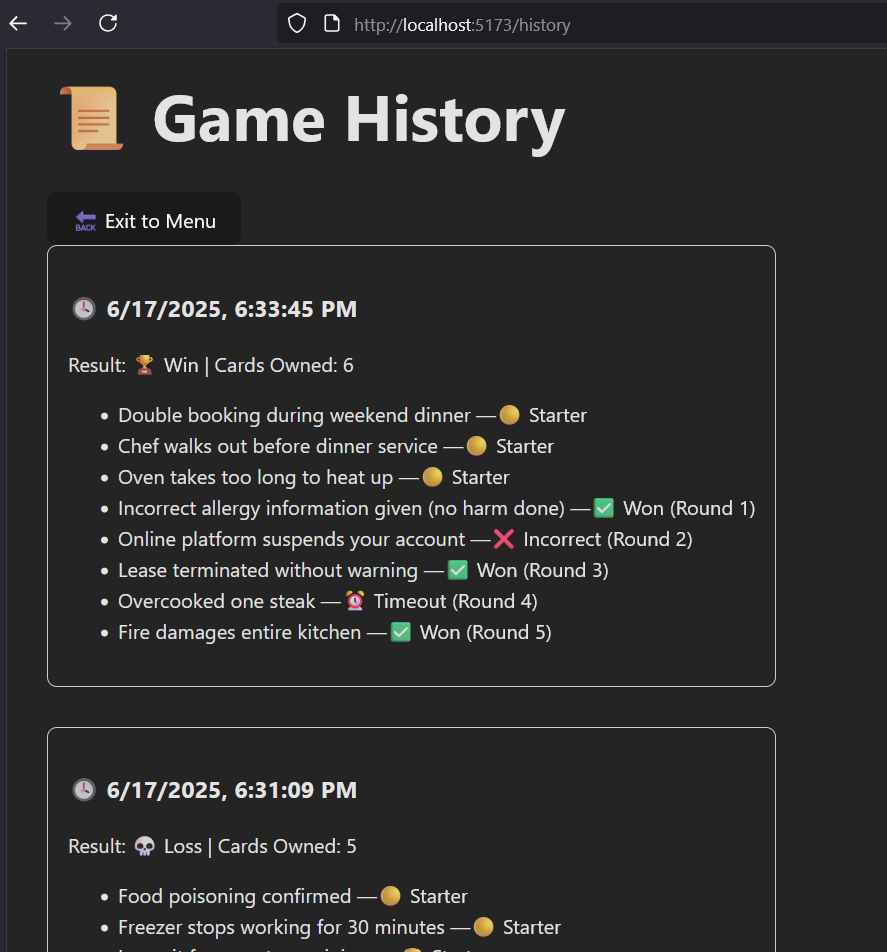 http://localhost:5173/history
Game History
BACK Exit to Menu
6/17/2025, 6:33:45 PM
Result: 🏆 Win | Cards Owned: 6
• Double booking during weekend dinner —🟡 Starter
• Chef walks out before dinner service —🟡 Starter
• Oven takes too long to heat up —🟡 Starter
• Incorrect allergy information given (no harm done) —✅ Won (Round 1)
• Online platform suspends your account —❌ Incorrect (Round 2)
• Lease terminated without warning —✅ Won (Round 3)
• Overcooked one steak —⏰ Timeout (Round 4)
• Fire damages entire kitchen —✅ Won (Round 5)
6/17/2025, 6:31:09 PM
Result: 💀 Loss | Cards Owned: 5
• Food poisoning confirmed —🟡 Starter
• Freezer stops working for 30 minutes —🟡 Starter